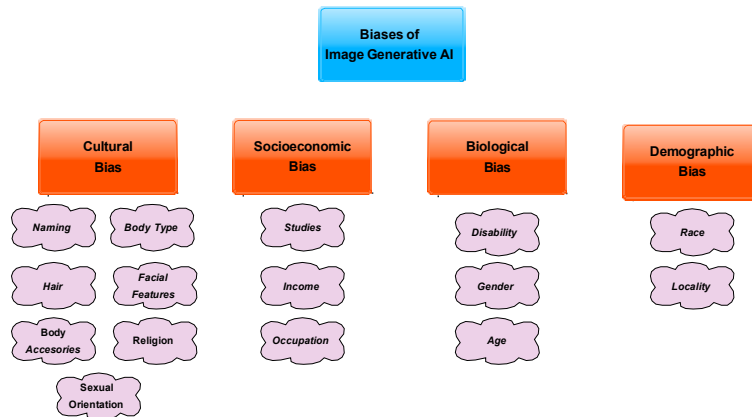 Biases of
Image Generative AI
Cultural
Bias
Socioeconomic
Bias
Biological
Bias
Demographic
Bias
Naming
Body Type
Hair
Facial
Features
Body
Accesories
Religion
Sexual
Orientation
Studies
Income
Occupation
Disability
Gender
Age
Race
Locality